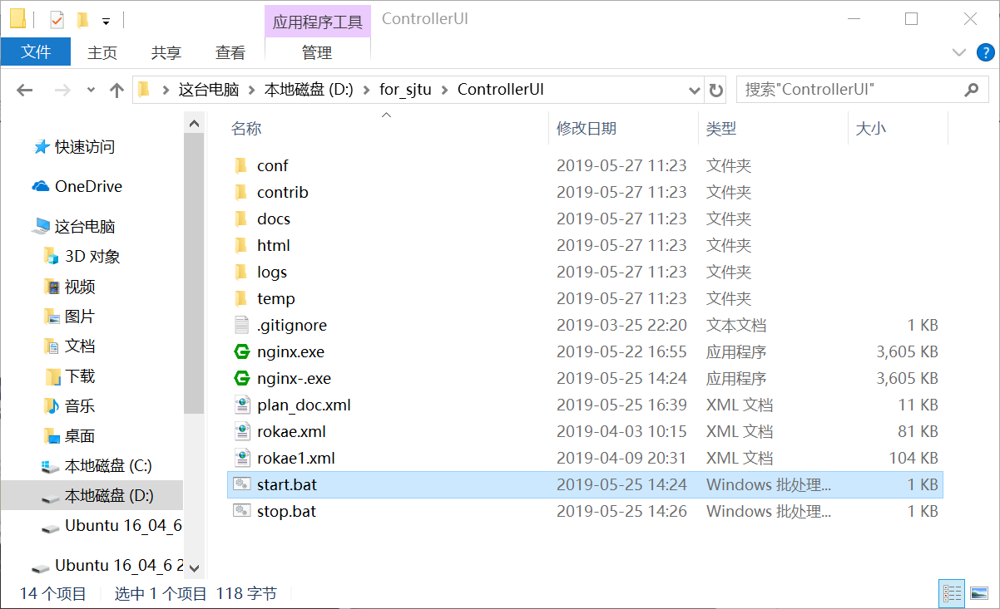 应用程序工具 ControllerUI
文件 主页 共享 查看 管理
这台电脑 本地磁盘 (D:) for_sjtu ControllerUI 搜索"ControllerUI"
快速访问
OneDrive
这台电脑
3D 对象
视频
图片
文档
下载
音乐
桌面
本地磁盘 (C:)
本地磁盘 (D:)
Ubuntu 16_04_6
Ubuntu 16_04_6 2
名称 修改日期 类型 大小
conf 2019-05-27 11:23 文件夹
contrib 2019-05-27 11:23 文件夹
docs 2019-05-27 11:23 文件夹
html 2019-05-27 11:23 文件夹
logs 2019-05-27 11:23 文件夹
temp 2019-05-27 11:23 文件夹
.gitignore 2019-03-25 22:20 文本文档 1 KB
nginx.exe 2019-05-22 16:55 应用程序 3,605 KB
nginx-.exe 2019-05-25 14:24 应用程序 3,605 KB
plan_doc.xml 2019-05-25 16:39 XML 文档 11 KB
rokae.xml 2019-04-03 10:15 XML 文档 81 KB
rokae1.xml 2019-04-09 20:31 XML 文档 104 KB
start.bat 2019-05-25 14:24 Windows 批处理... 1 KB
stop.bat 2019-05-25 14:26 Windows 批处理... 1 KB
14 个项目 选中 1 个项目 118 字节